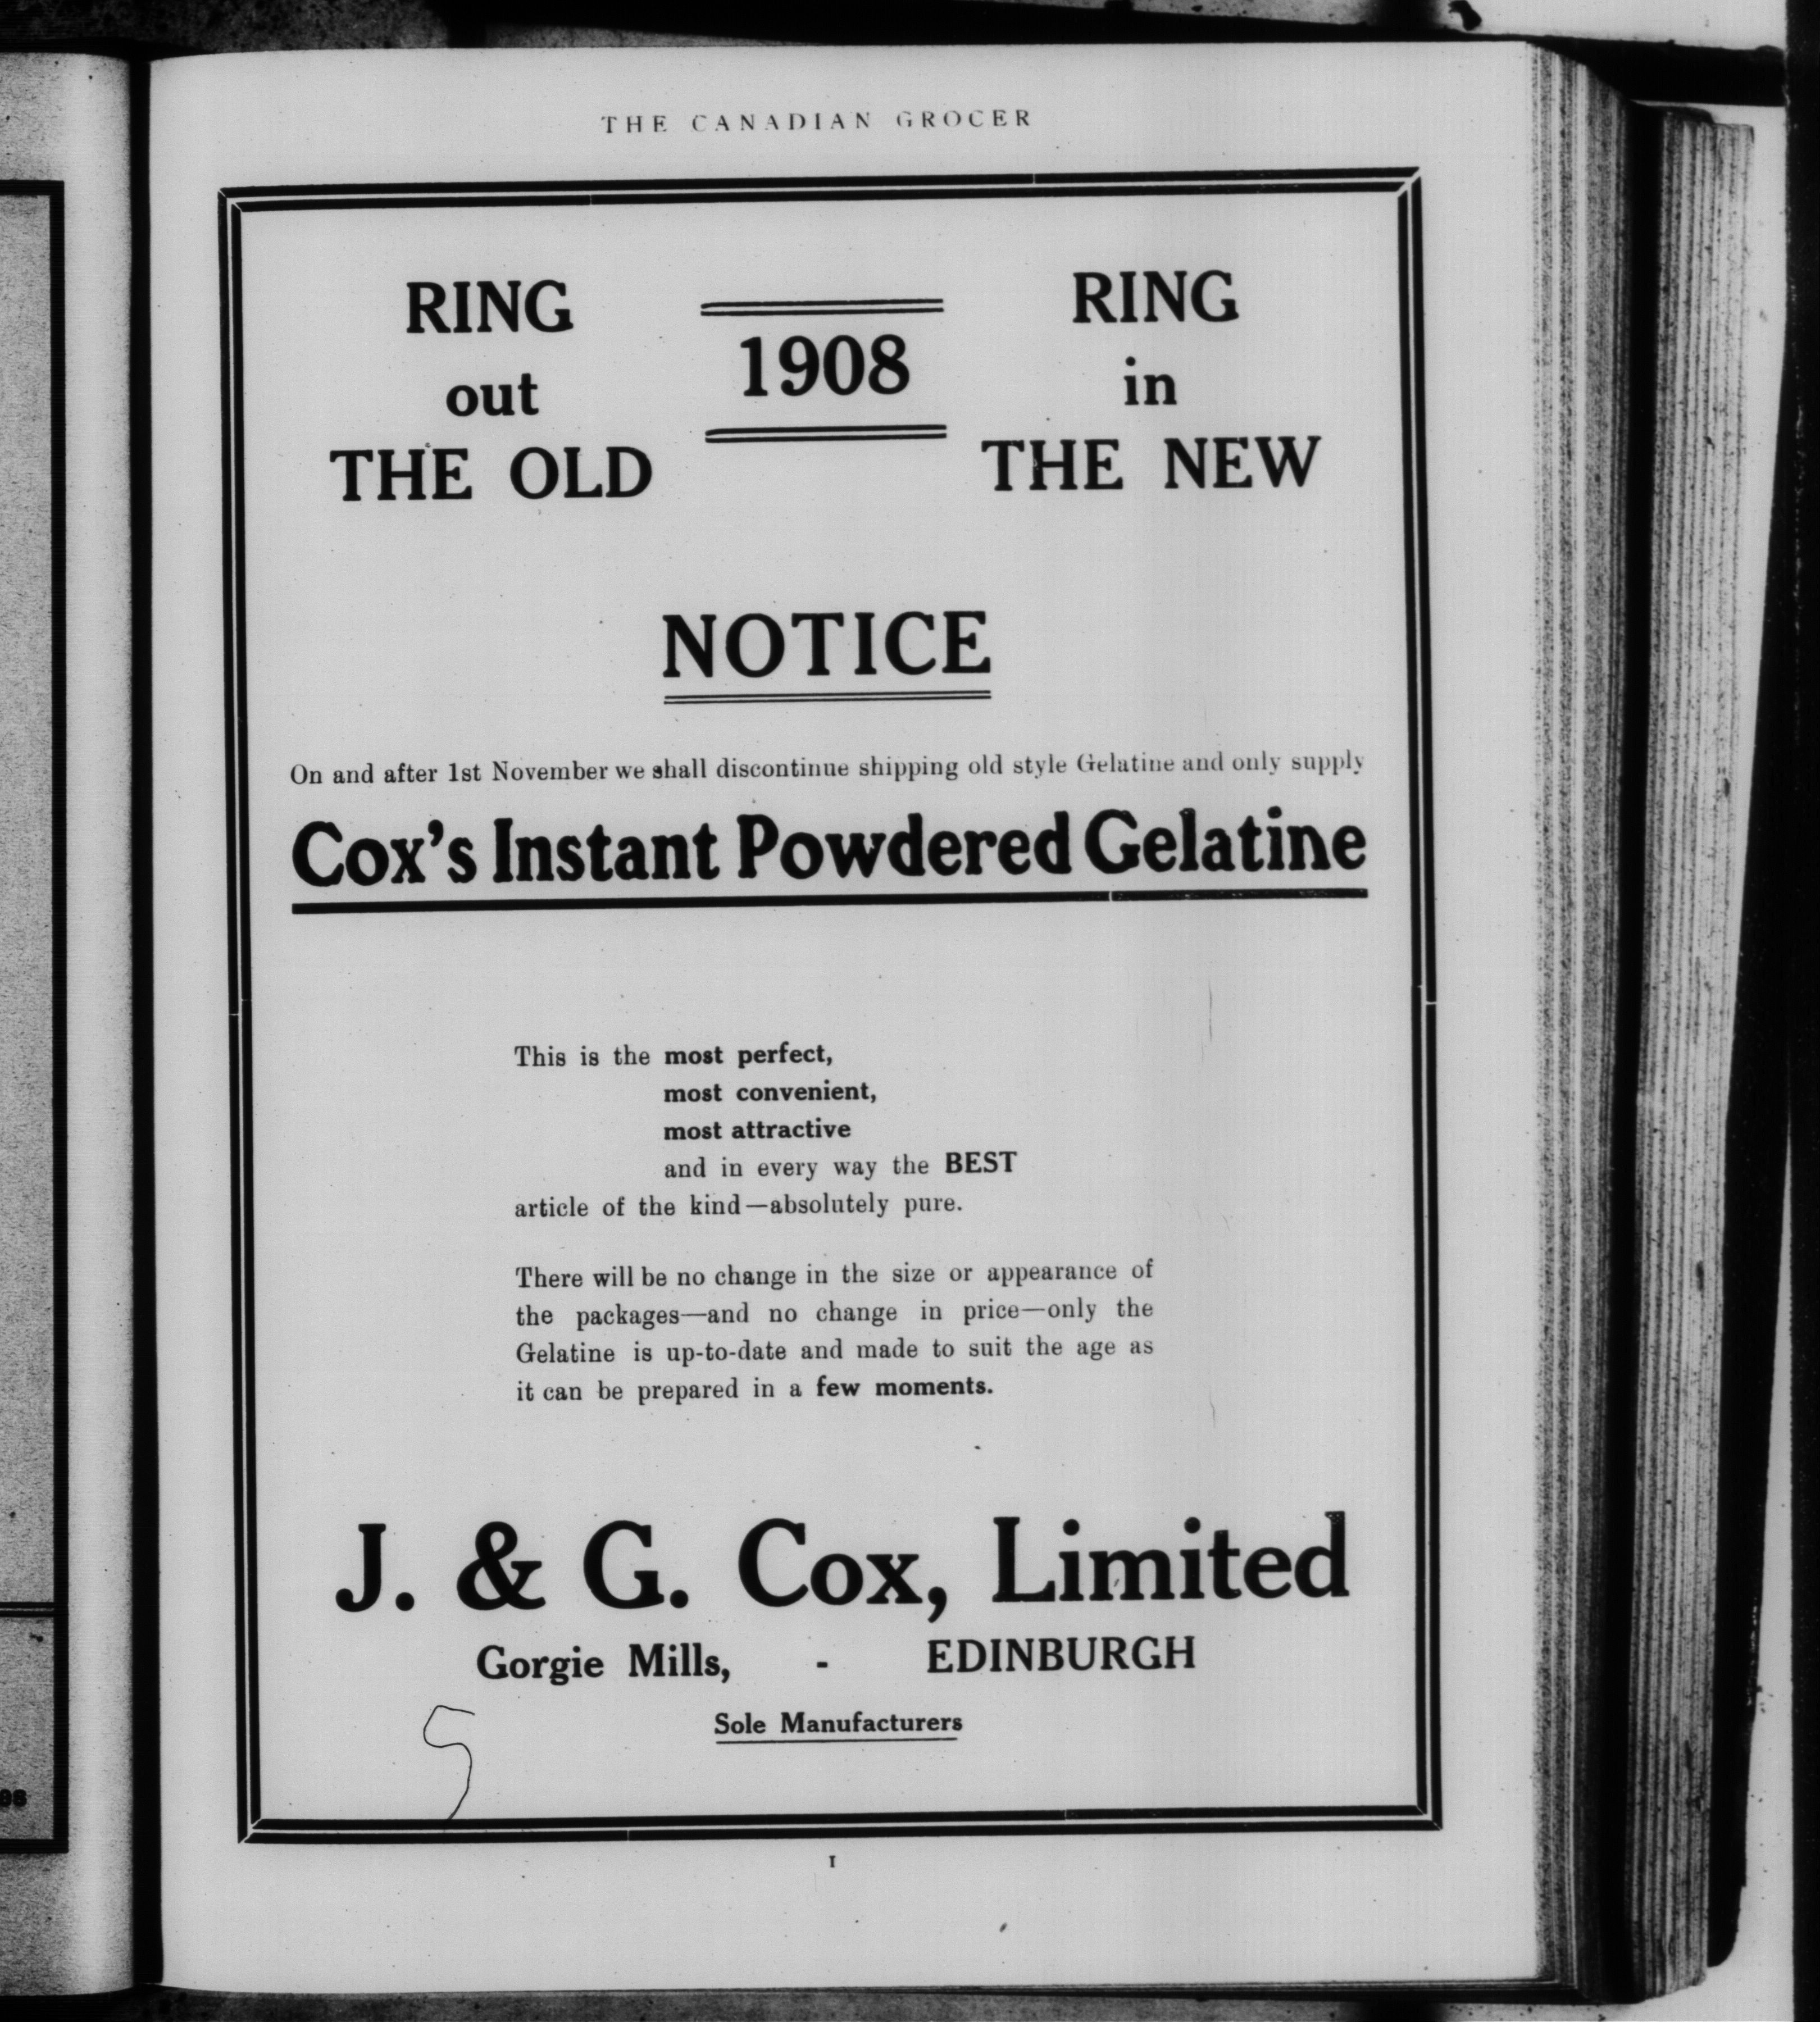 THE CANADIAN GROCER
RING
out
THE OLD
1908
RING
in
THE NEW
NOTICE
On and after 1st November we shall discontinue shipping old style Gelatine and only supply
Cox's Instant Powdered Gelatine
This is the most perfect,
most convenient,
most attractive
and in every way the BEST
article of the kind—absolutely pure.
There will be no change in the size or appearance of
the packages—and no change in price—only the
Gelatine is up-to-date and made to suit the age as
it can be prepared in a few moments.
J. & G. Cox, Limited
Gorgie Mills, - EDINBURGH
Sole Manufacturers
5
1